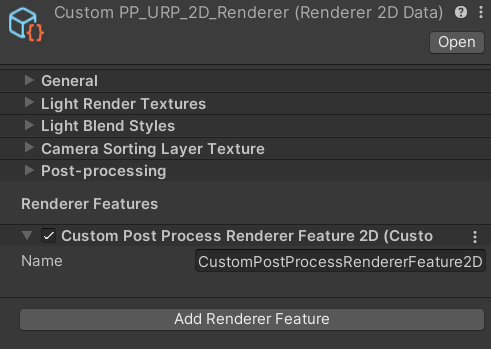 Custom PP_URP_2D_Renderer (Renderer 2D Data)
Open
General
Light Render Textures
Light Blend Styles
Camera Sorting Layer Texture
Post-processing
Renderer Features
Custom Post Process Renderer Feature 2D (Custo
Name CustomPostProcessRendererFeature2D
Add Renderer Feature